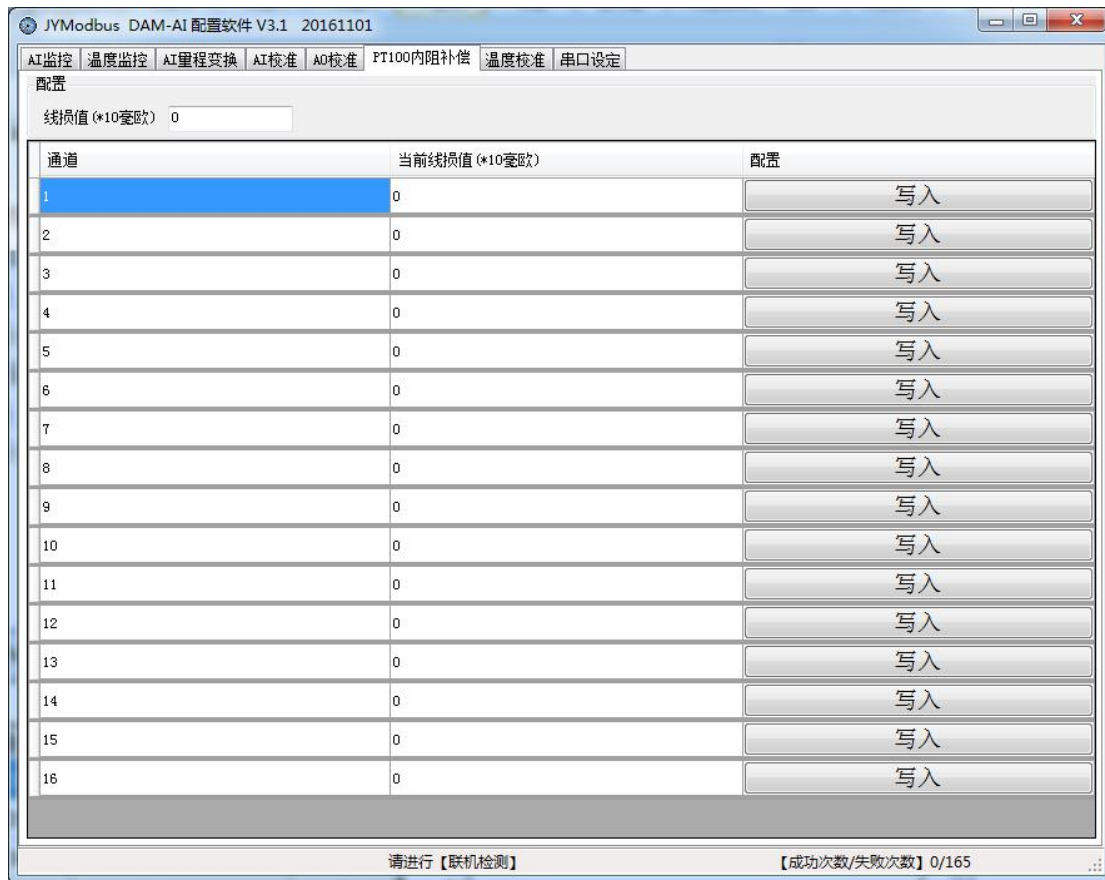 JYModbus DAM-AI 配置软件 V3.1 20161101
AI监控 温度监控 AI量程变换 AI校准 AO校准 PT100内阻补偿 温度校准 串口设定
配置
线损值(*10毫欧) 0
通道 当前线损值(*10毫欧) 配置
1 0 写入
2 0 写入
3 0 写入
4 0 写入
5 0 写入
6 0 写入
7 0 写入
8 0 写入
9 0 写入
10 0 写入
11 0 写入
12 0 写入
13 0 写入
14 0 写入
15 0 写入
16 0 写入
请进行【联机检测】 【成功次数/失败次数】0/165